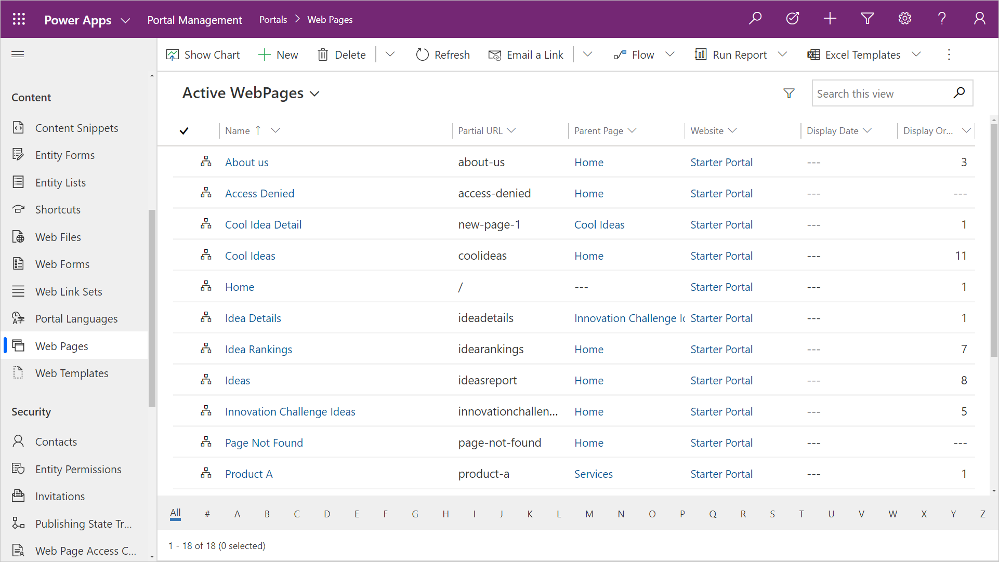 Power Apps Portal Management Portals > Web Pages
Show Chart New Delete Refresh Email a Link Flow Run Report Excel Templates
Content
Content Snippets
Entity Forms
Entity Lists
Shortcuts
Web Files
Web Forms
Web Link Sets
Portal Languages
Web Pages
Web Templates
Security
Contacts
Entity Permissions
Invitations
Publishing State Tr...
Web Page Access C...
Active WebPages
Search this view
Name ↑ Partial URL Parent Page Website Display Date Display Or...
About us about-us Home Starter Portal --- 3
Access Denied access-denied Home Starter Portal --- ---
Cool Idea Detail new-page-1 Cool Ideas Starter Portal --- 1
Cool Ideas coolideas Home Starter Portal --- 11
Home / --- Starter Portal --- 1
Idea Details ideadetails Innovation Challenge Ic Starter Portal --- 1
Idea Rankings idearankings Home Starter Portal --- 7
Ideas ideasreport Home Starter Portal --- 8
Innovation Challenge Ideas innovationchallen... Home Starter Portal --- 5
Page Not Found page-not-found Home Starter Portal --- ---
Product A product-a Services Starter Portal --- 1
All # A B C D E F G H I J K L M N O P Q R S T U V W X Y Z
1 - 18 of 18 (0 selected)